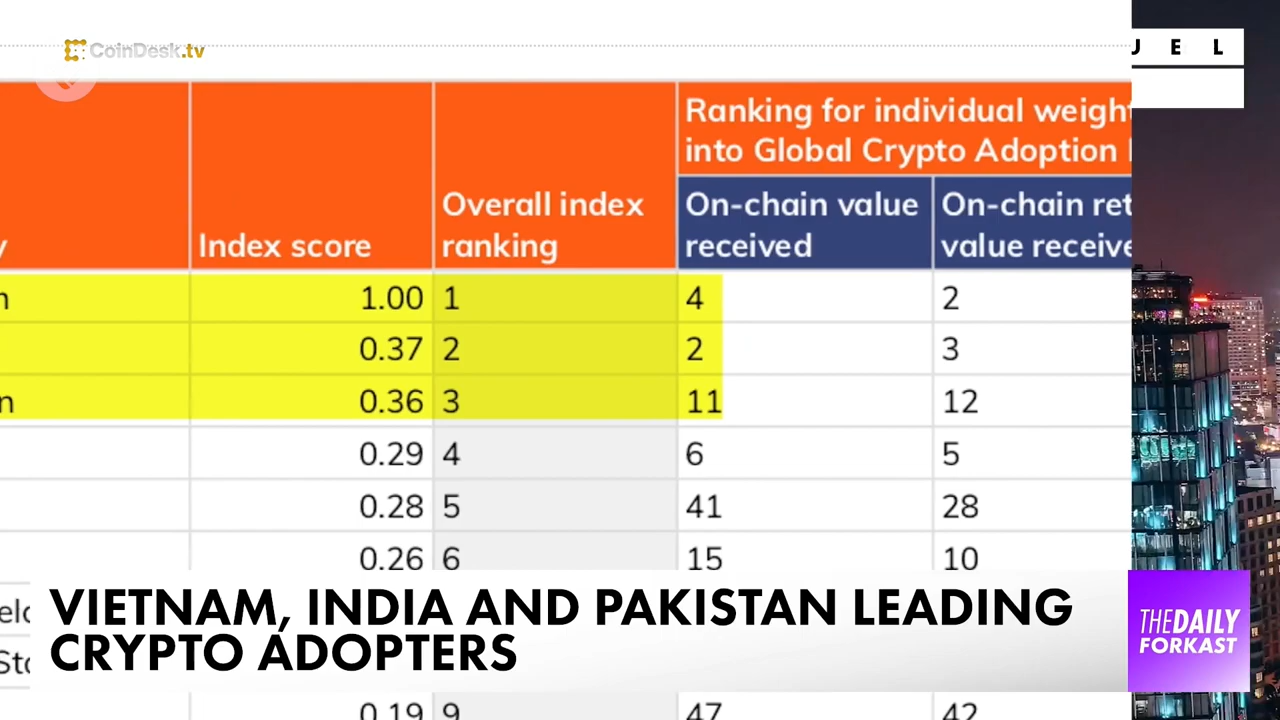 CoinDesk.tv
U E L
Ranking for individual
into Global Crypto Adoption
Overall index
On-chain value
On-chain
Index score
ranking
received
value
1.00 1 4 2
0.37 2 2 3
0.36 3 11 12
0.29 4 6 5
0.28 5 41 28
0.26 6 15 10
VIETNAM, INDIA AND PAKISTAN LEADING
CRYPTO ADOPTERS
THE DAILY
FORKAST
0.19 9 47 42